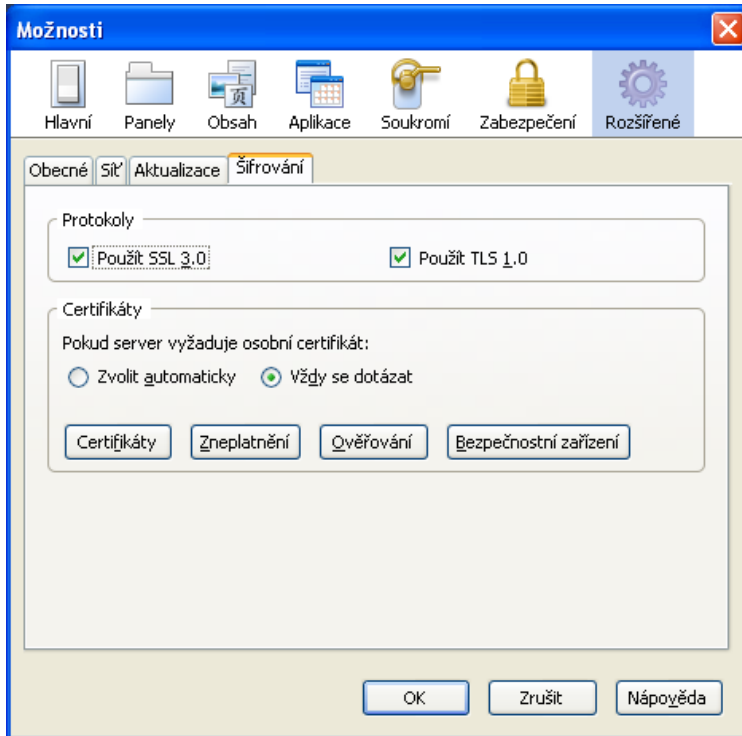 Možnosti
Hlavní Panely Obsah Aplikace Soukromí Zabezpečení Rozšířené
Obecné Síť Aktualizace Šifrování
Protokoly
Použít SSL 3.0 Použít TLS 1.0
Certifikáty
Pokud server vyžaduje osobní certifikát:
Zvolit automaticky Vždy se dotázat
Certifikáty Zneplatnění Ověřování Bezpečnostní zařízení
OK Zrušit Nápověda